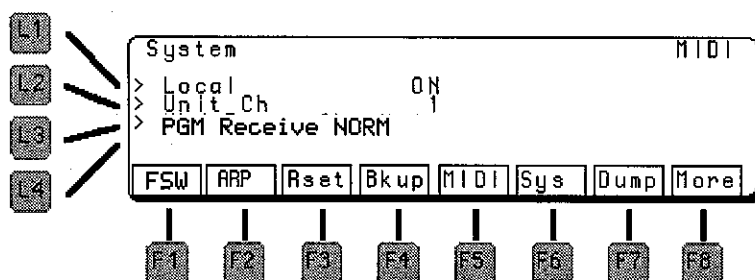 L1
L2
L3
L4
System MIDI
> Local ON
> Unit_Ch 1
> PGM Receive NORM
FSW ARP Rset Bkup MIDI Sys Dump More
F1 F2 F3 F4 F5 F6 F7 F8